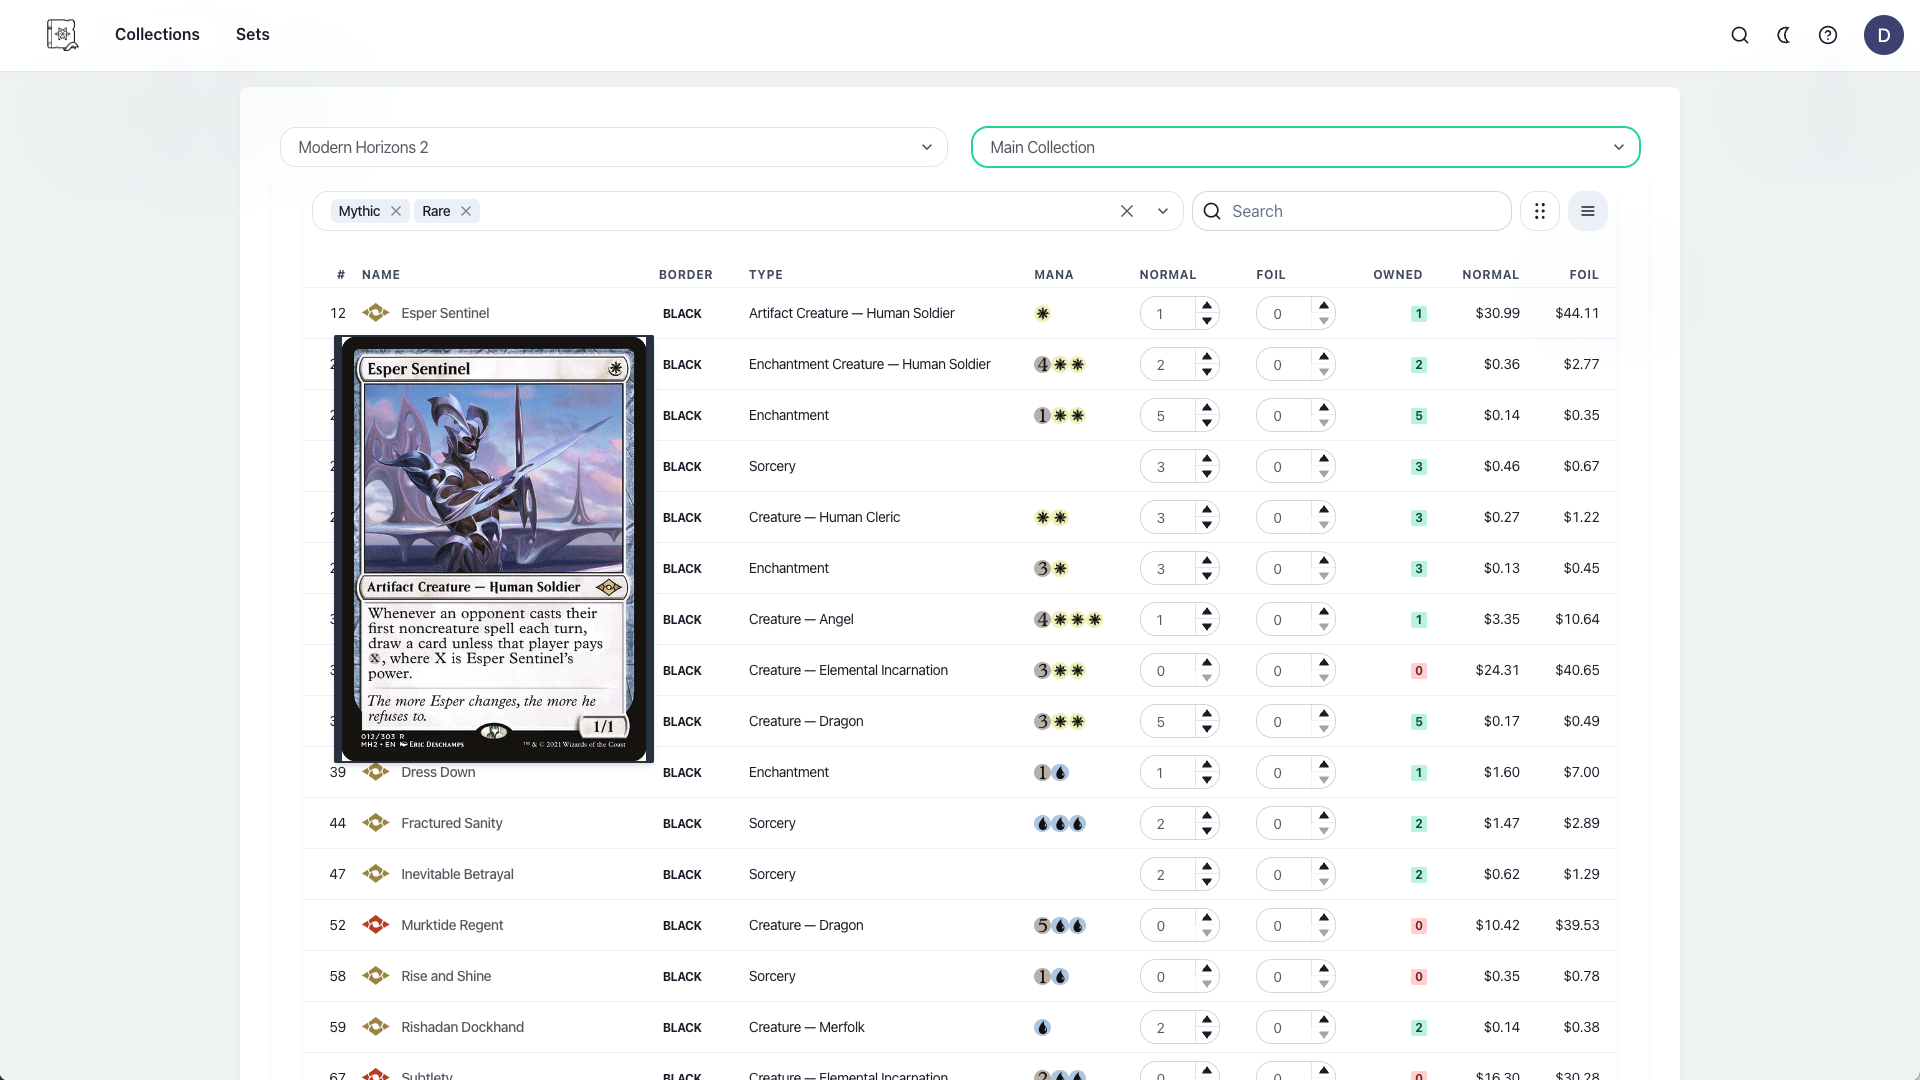 Collections Sets D
Modern Horizons 2 Main Collection
Mythic Rare Search
# NAME BORDER TYPE MANA NORMAL FOIL OWNED NORMAL FOIL
12 Esper Sentinel BLACK Artifact Creature — Human Soldier 1 0 1 $30.99 $44.11
BLACK Enchantment Creature — Human Soldier 4 2 0 2 $0.36 $2.77
BLACK Enchantment 1 5 0 5 $0.14 $0.35
BLACK Sorcery 3 0 3 $0.46 $0.67
BLACK Creature — Human Cleric 3 0 3 $0.27 $1.22
BLACK Enchantment 3 3 0 3 $0.13 $0.45
BLACK Creature — Angel 4 1 0 1 $3.35 $10.64
BLACK Creature — Elemental Incarnation 3 0 0 0 $24.31 $40.65
BLACK Creature — Dragon 3 5 0 5 $0.17 $0.49
Esper Sentinel
Artifact Creature — Human Soldier
Whenever an opponent casts their
first noncreature spell each turn,
draw a card unless that player pays
X, where X is Esper Sentinel's
power.
The more Esper changes, the more he
refuses to.
1/1
012/303 R
MH2 • EN Eric Deschamps ™ & © 2021 Wizards of the Coast
39 Dress Down BLACK Enchantment 1 1 0 1 $1.60 $7.00
44 Fractured Sanity BLACK Sorcery 2 0 2 $1.47 $2.89
47 Inevitable Betrayal BLACK Sorcery 2 0 2 $0.62 $1.29
52 Murktide Regent BLACK Creature — Dragon 5 0 0 0 $10.42 $39.53
58 Rise and Shine BLACK Sorcery 1 0 0 0 $0.35 $0.78
59 Rishadan Dockhand BLACK Creature — Merfolk 2 0 2 $0.14 $0.38
67 Subtlety BLACK Creature — Elemental Incarnation 2 0 0 0 $16.30 $30.28